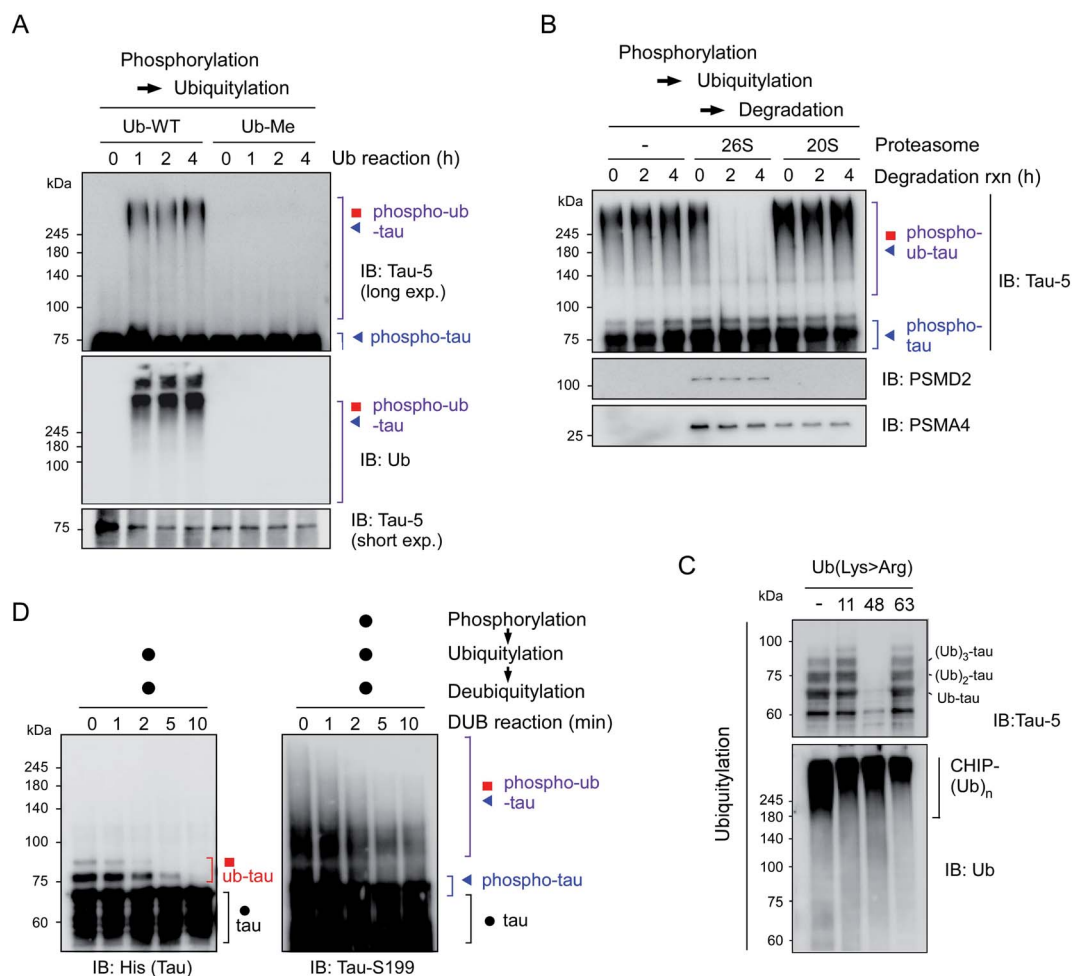 A
Phosphorylation
Ubiquitylation
Ub-WT Ub-Me
0 1 2 4 0 1 2 4 Ub reaction (h)
kDa
245
180
140
100
75
phospho-ub
-tau
IB: Tau-5
(long exp.)
phospho-tau
245
180
100
phospho-ub
-tau
IB: Ub
75
IB: Tau-5
(short exp.)
B
Phosphorylation
Ubiquitylation
Degradation
- 26S 20S Proteasome
0 2 4 0 2 4 0 2 4 Degradation rxn (h)
kDa
245
180
140
100
75
phospho-
ub-tau
IB: Tau-5
phospho-
tau
100
IB: PSMD2
25
IB: PSMA4
C
Ub(Lys>Arg)
kDa
- 11 48 63
100
75
60
(Ub)3-tau
(Ub)2-tau
Ub-tau
IB:Tau-5
Ubiquitylation
245
180
140
100
75
60
CHIP-
(Ub)n
IB: Ub
D
Phosphorylation
Ubiquitylation
Deubiquitylation
0 1 2 5 10 0 1 2 5 10 DUB reaction (min)
kDa
245
180
140
100
75
60
ub-tau
tau
phospho-ub
-tau
phospho-tau
tau
IB: His (Tau) IB: Tau-S199